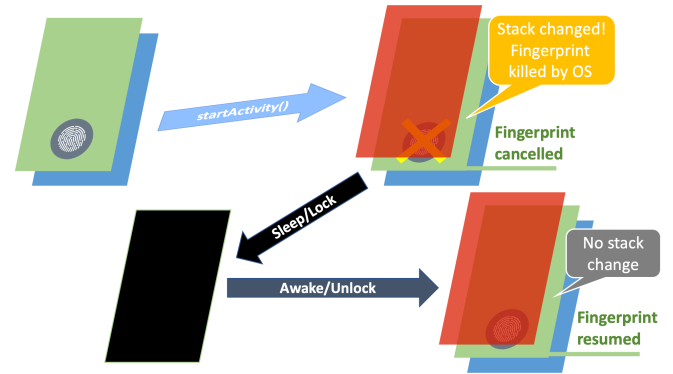 startActivity()
Stack changed!
Fingerprint
killed by OS
Fingerprint
cancelled
Sleep/Lock
Awake/Unlock
No stack
change
Fingerprint
resumed